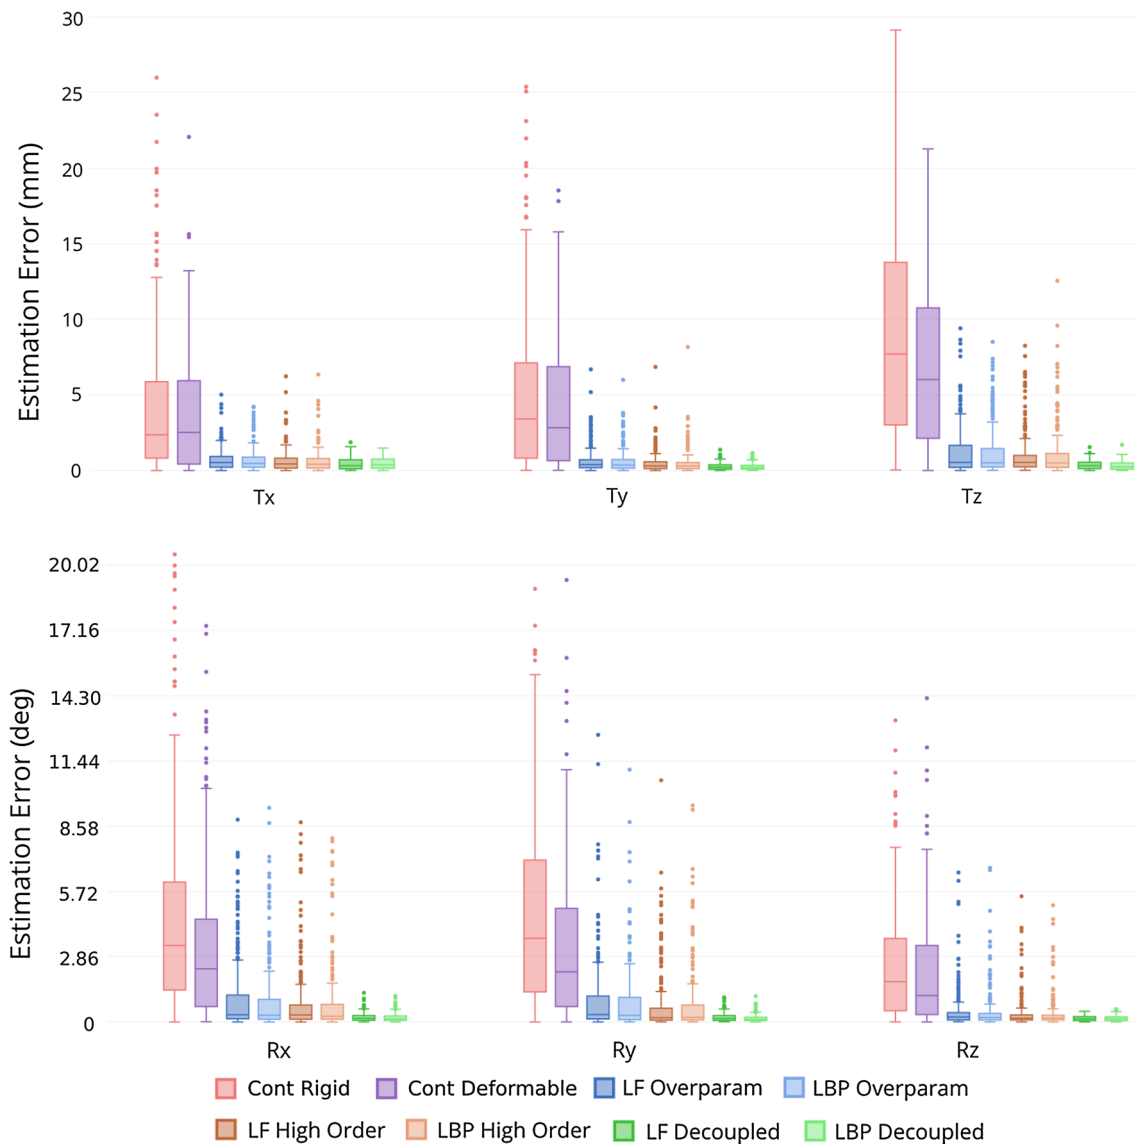 30
25
20
15
10
5
0
Estimation Error (mm)
Tx Ty Tz
20.02
17.16
14.30
11.44
8.58
5.72
2.86
0
Estimation Error (deg)
Rx Ry Rz
Cont Rigid Cont Deformable LF Overparam LBP Overparam
LF High Order LBP High Order LF Decoupled LBP Decoupled